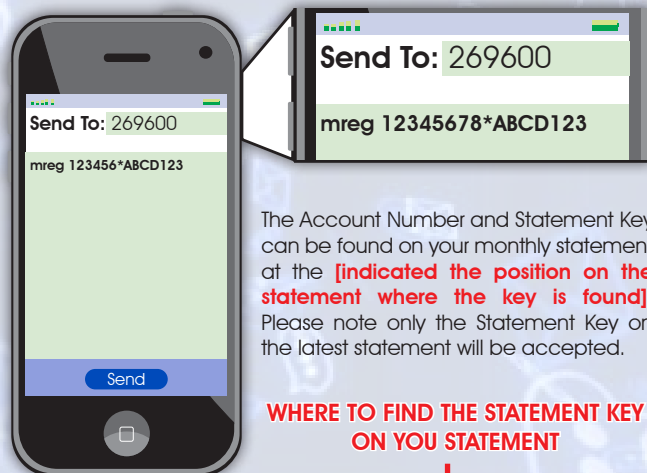 Send To: 269600
mreg 12345678*ABCD123
Send To: 269600
mreg 123456*ABCD123
Send
The Account Number and Statement Key
can be found on your monthly statement
at the [indicated the position on the
statement where the key is found]
Please note only the Statement Key on
the latest statement will be accepted.
WHERE TO FIND THE STATEMENT KEY
ON YOU STATEMENT